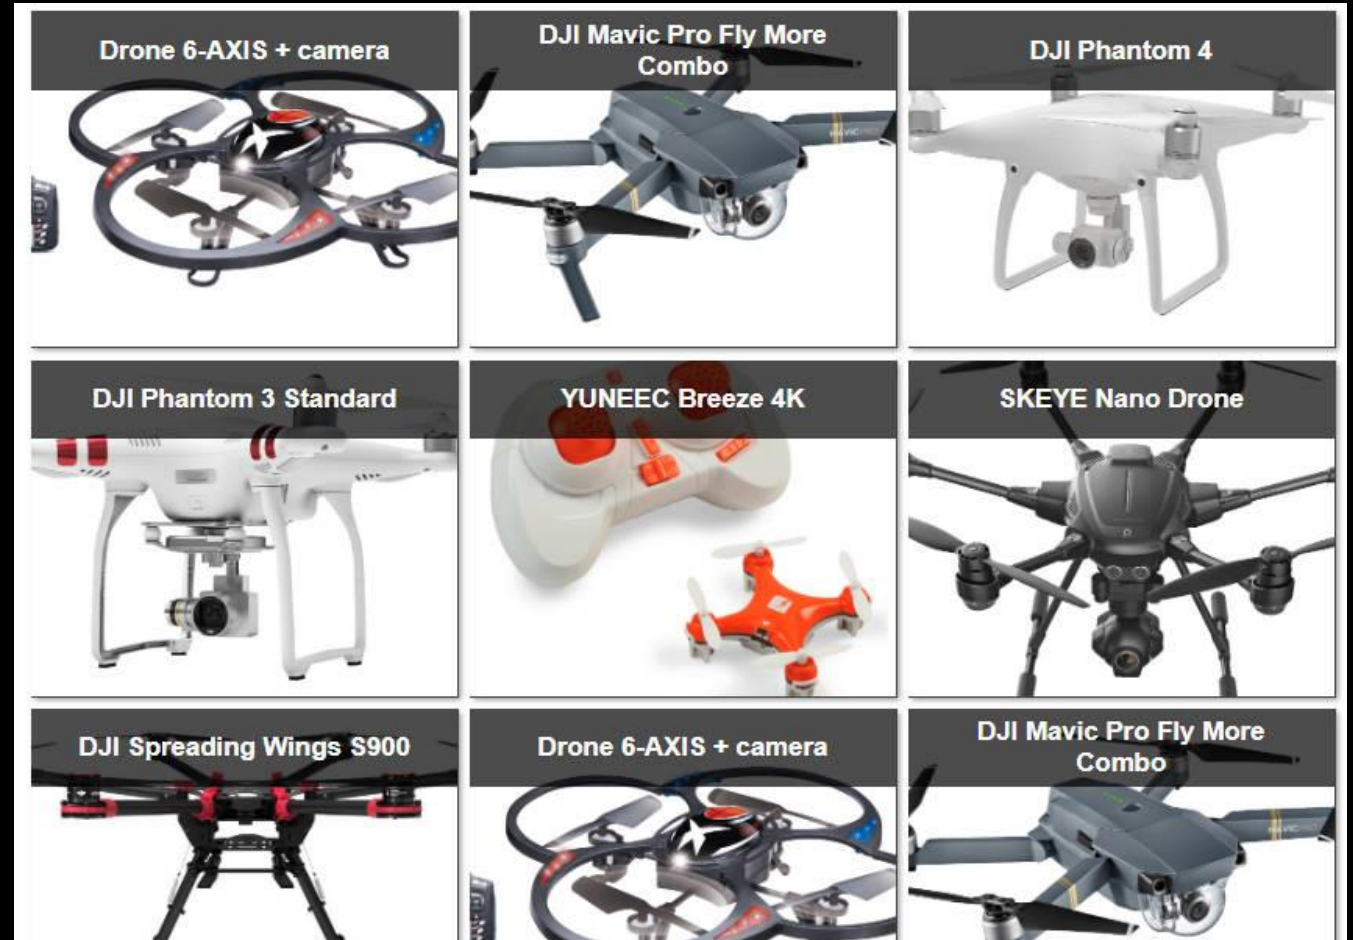 Drone 6-AXIS + camera
DJI Mavic Pro Fly More
Combo
DJI Phantom 4
DJI Phantom 3 Standard
YUNEEC Breeze 4K
SKEYE Nano Drone
DJI Spreading Wings S900
Drone 6-AXIS + camera
DJI Mavic Pro Fly More
Combo